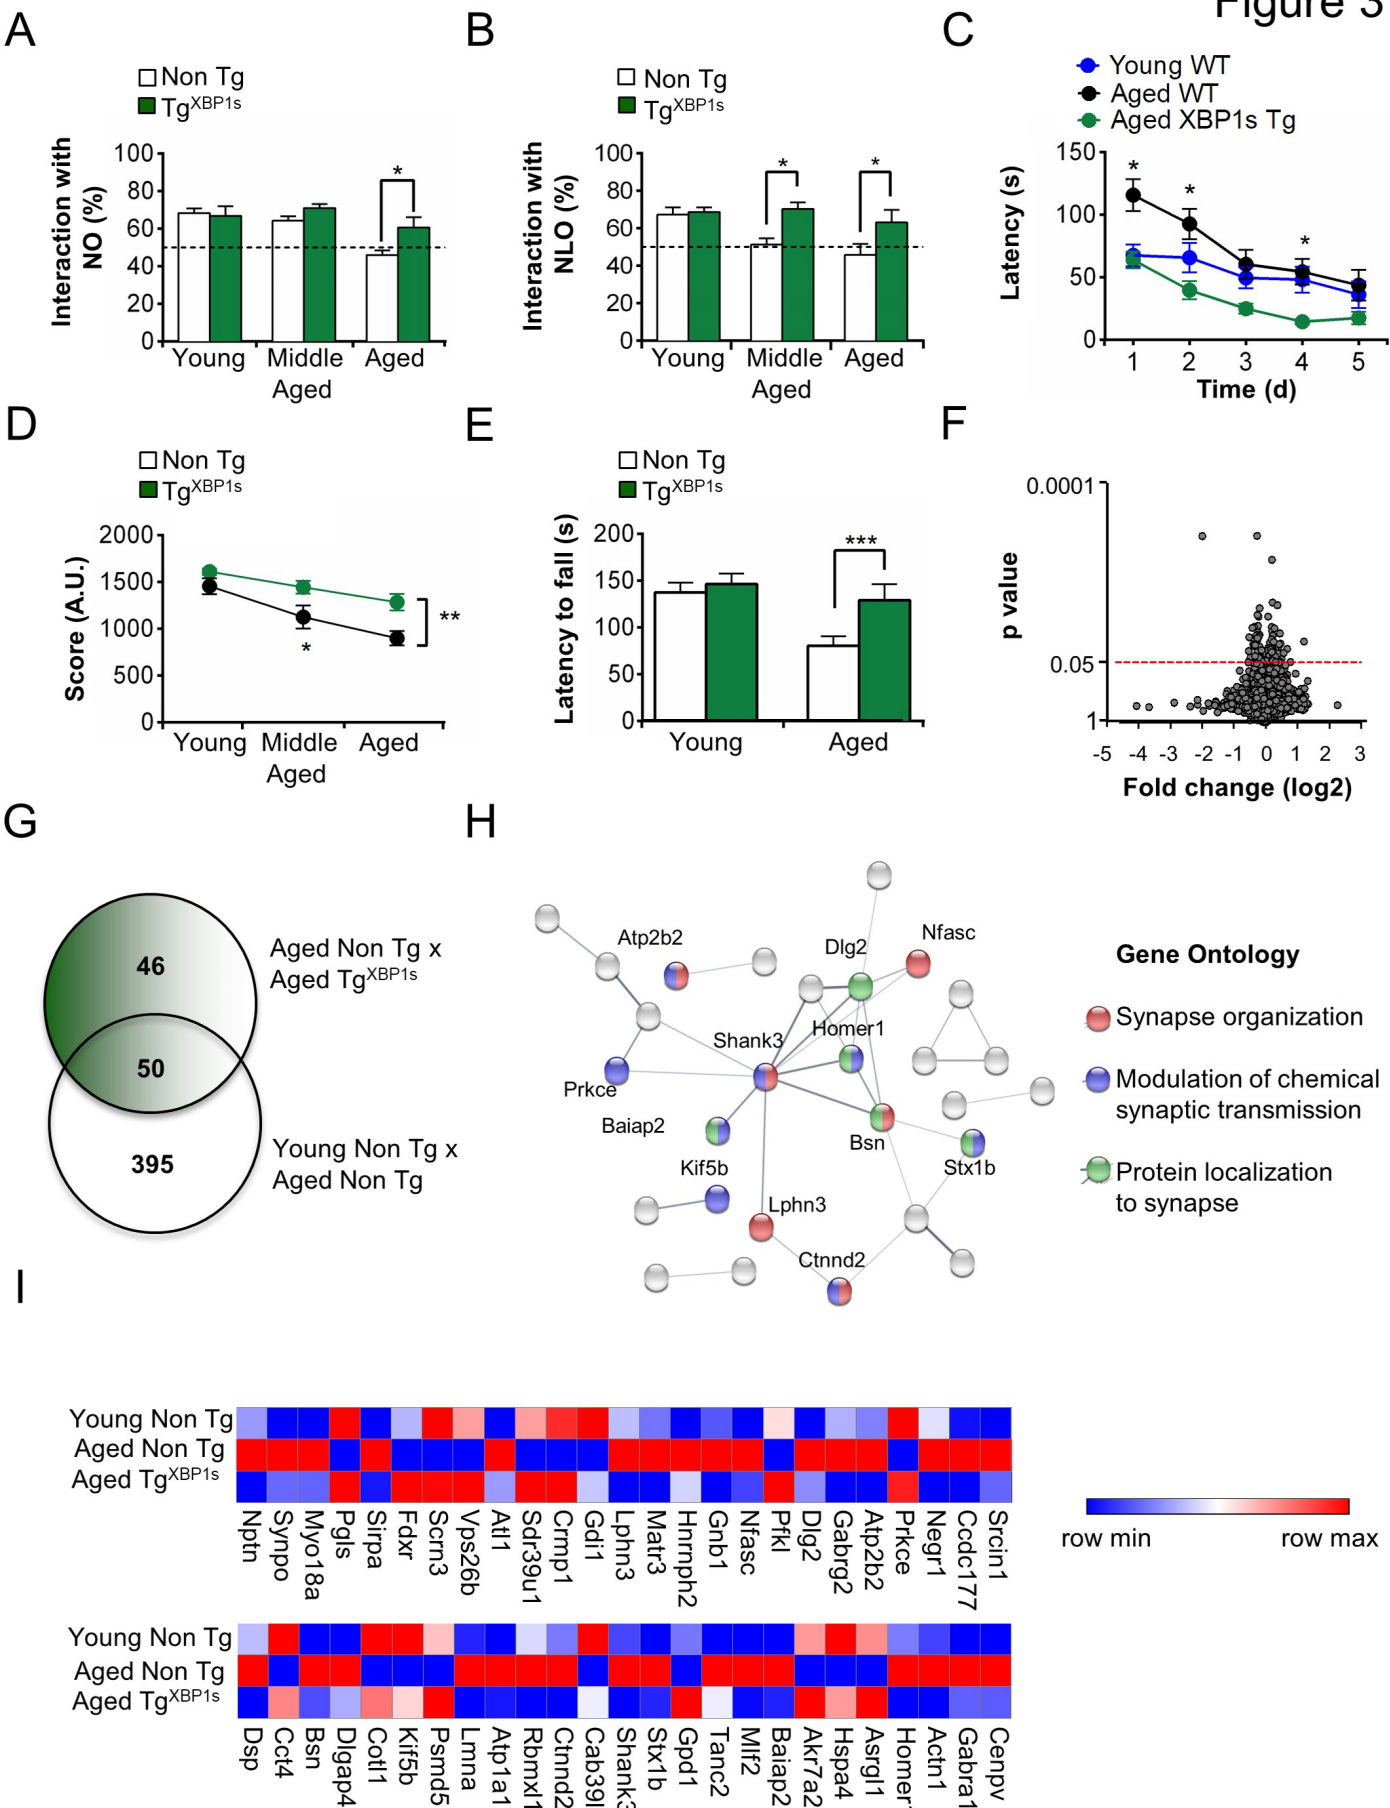 Figure 3
A
Non Tg
TgXBP1s
Interaction with
NO (%)
100
80
60
40
20
0
*
Young
Middle
Aged
Aged
B
Non Tg
TgXBP1s
Interaction with
NLO (%)
100
80
60
40
20
0
*
*
Young
Middle
Aged
Aged
C
Young WT
Aged WT
Aged XBP1s Tg
Latency (s)
150
100
50
0
*
*
*
1 2 3 4 5
Time (d)
D
Non Tg
TgXBP1s
Score (A.U.)
2000
1500
1000
500
0
*
**
Young
Middle
Aged
Aged
E
Non Tg
TgXBP1s
Latency to fall (s)
200
150
100
50
0
***
Young
Aged
F
p value
0.0001
0.05
1
-5 -4 -3 -2 -1 0 1 2 3
Fold change (log2)
G
46
50
395
Aged Non Tg x
Aged TgXBP1s
Young Non Tg x
Aged Non Tg
H
Atp2b2
Dlg2
Nfasc
Shank3
Homer1
Prkce
Baiap2
Bsn
Kif5b
Stx1b
Lphn3
Ctnnd2
Gene Ontology
Synapse organization
Modulation of chemical
synaptic transmission
Protein localization
to synapse
I
Young Non Tg
Aged Non Tg
Aged TgXBP1s
Nptn
Synpo
Myo18a
Pgls
Sirpa
Fdxr
Scrn3
Vps26b
Atl1
Sdr39u1
Crmp1
Gdi1
Lphn3
Matr3
Hnrnph2
Gnb1
Nfasc
Pfkl
Dlg2
Gabrg2
Atp2b2
Prkce
Negr1
Ccdc177
Srcin1
row min
row max
Young Non Tg
Aged Non Tg
Aged TgXBP1s
Dsp
Cct4
Bsn
Dlgap4
Cotl1
Kif5b
Psmd5
Lmna
Atp1a1
Rbmxl1
Ctnnd2
Cab39l
Shank3
Stx1b
Gpd1
Tanc2
Mlf2
Baiap2
Akr7a2
Hspa4
Asrgl1
Homer1
Actn1
Gabra1
Cenpv